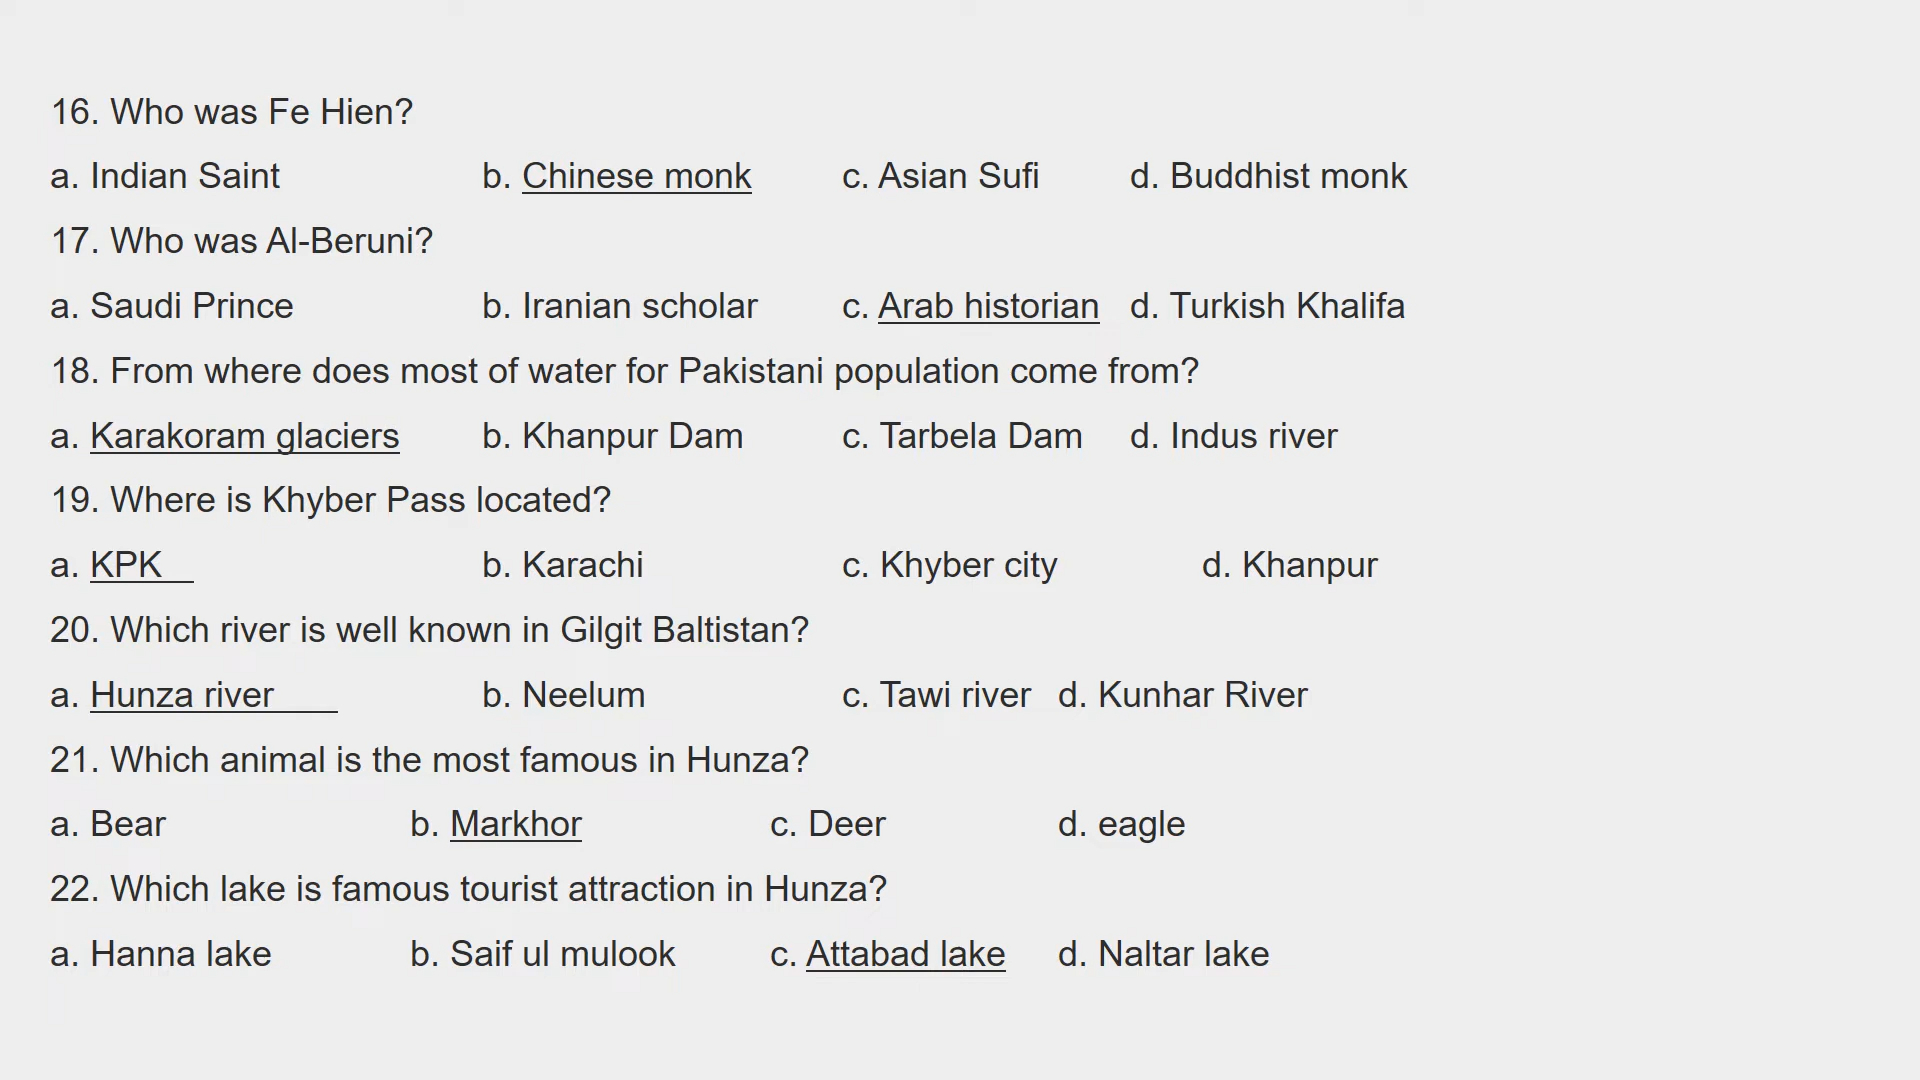 16. Who was Fe Hien?
a. Indian Saint b. Chinese monk c. Asian Sufi d. Buddhist monk
17. Who was Al-Beruni?
a. Saudi Prince b. Iranian scholar c. Arab historian d. Turkish Khalifa
18. From where does most of water for Pakistani population come from?
a. Karakoram glaciers b. Khanpur Dam c. Tarbela Dam d. Indus river
19. Where is Khyber Pass located?
a. KPK b. Karachi c. Khyber city d. Khanpur
20. Which river is well known in Gilgit Baltistan?
a. Hunza river b. Neelum c. Tawi river d. Kunhar River
21. Which animal is the most famous in Hunza?
a. Bear b. Markhor c. Deer d. eagle
22. Which lake is famous tourist attraction in Hunza?
a. Hanna lake b. Saif ul mulook c. Attabad lake d. Naltar lake